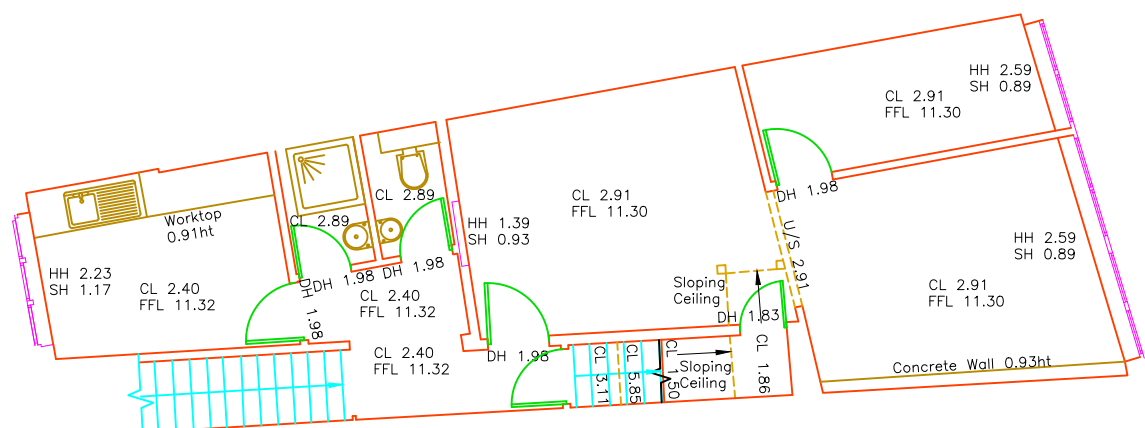 HH 2.59
SH 0.89
CL 2.91
FFL 11.30
DH 1.98
CL 2.91
FFL 11.30
CL 2.89
CL 2.89
Worktop
0.91ht
HH 1.39
SH 0.93
U/S 2.91
HH 2.59
SH 0.89
HH 2.23
SH 1.17
CL 2.40
FFL 11.32
DH 1.98
DH 1.98
DH 1.98
CL 2.40
FFL 11.32
Sloping
Ceiling
CL 2.91
FFL 11.30
DH 1.83
CL 2.40
FFL 11.32
DH 1.98
CL 3.11
CL 5.85
CL 1.50
Sloping
Ceiling
CL 1.86
Concrete Wall 0.93ht